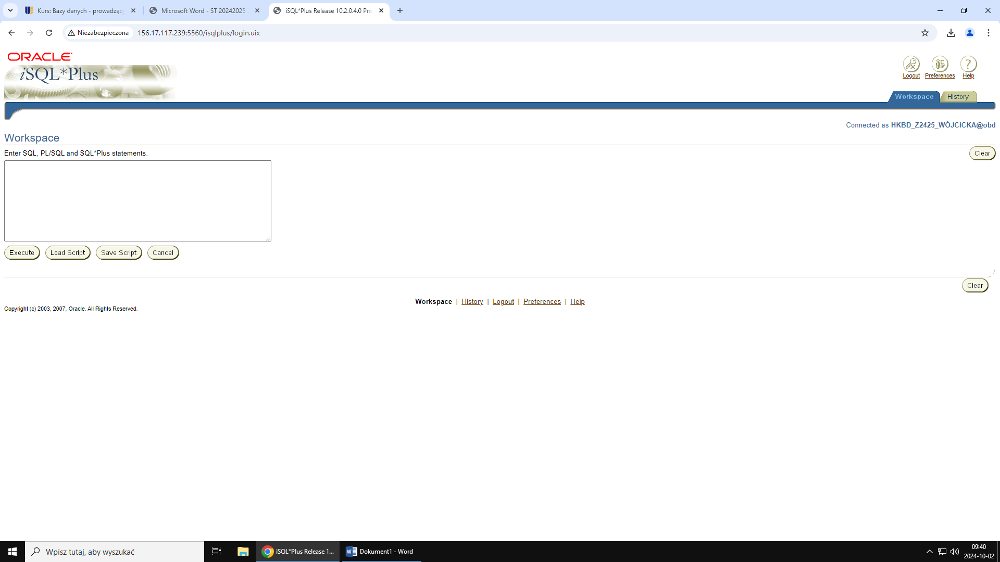 Kurs: Bazy danych - prowadzący
Microsoft Word - ST 20242025
iSQL*Plus Release 10.2.0.4.0 Pro
Niezabezpieczona
156.17.117.239:5560/isqlplus/login.uix
ORACLE
iSQL*Plus
Logout
Preferences
Help
Workspace
History
Connected as HKBD_Z2425_WÓJCICKA@obd
Workspace
Enter SQL, PL/SQL and SQL*Plus statements.
Clear
Execute
Load Script
Save Script
Cancel
Clear
Workspace | History | Logout | Preferences | Help
Copyright (c) 2003, 2007, Oracle. All Rights Reserved.
Wpisz tutaj, aby wyszukać
iSQL*Plus Release 1...
Dokument1 - Word
09:40
2024-10-02